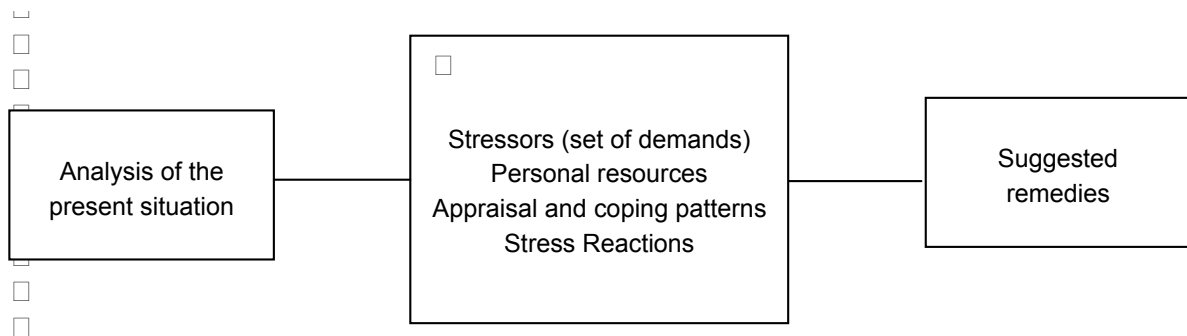 Analysis of the
present situation
Stressors (set of demands)
Personal resources
Appraisal and coping patterns
Stress Reactions
Suggested
remedies